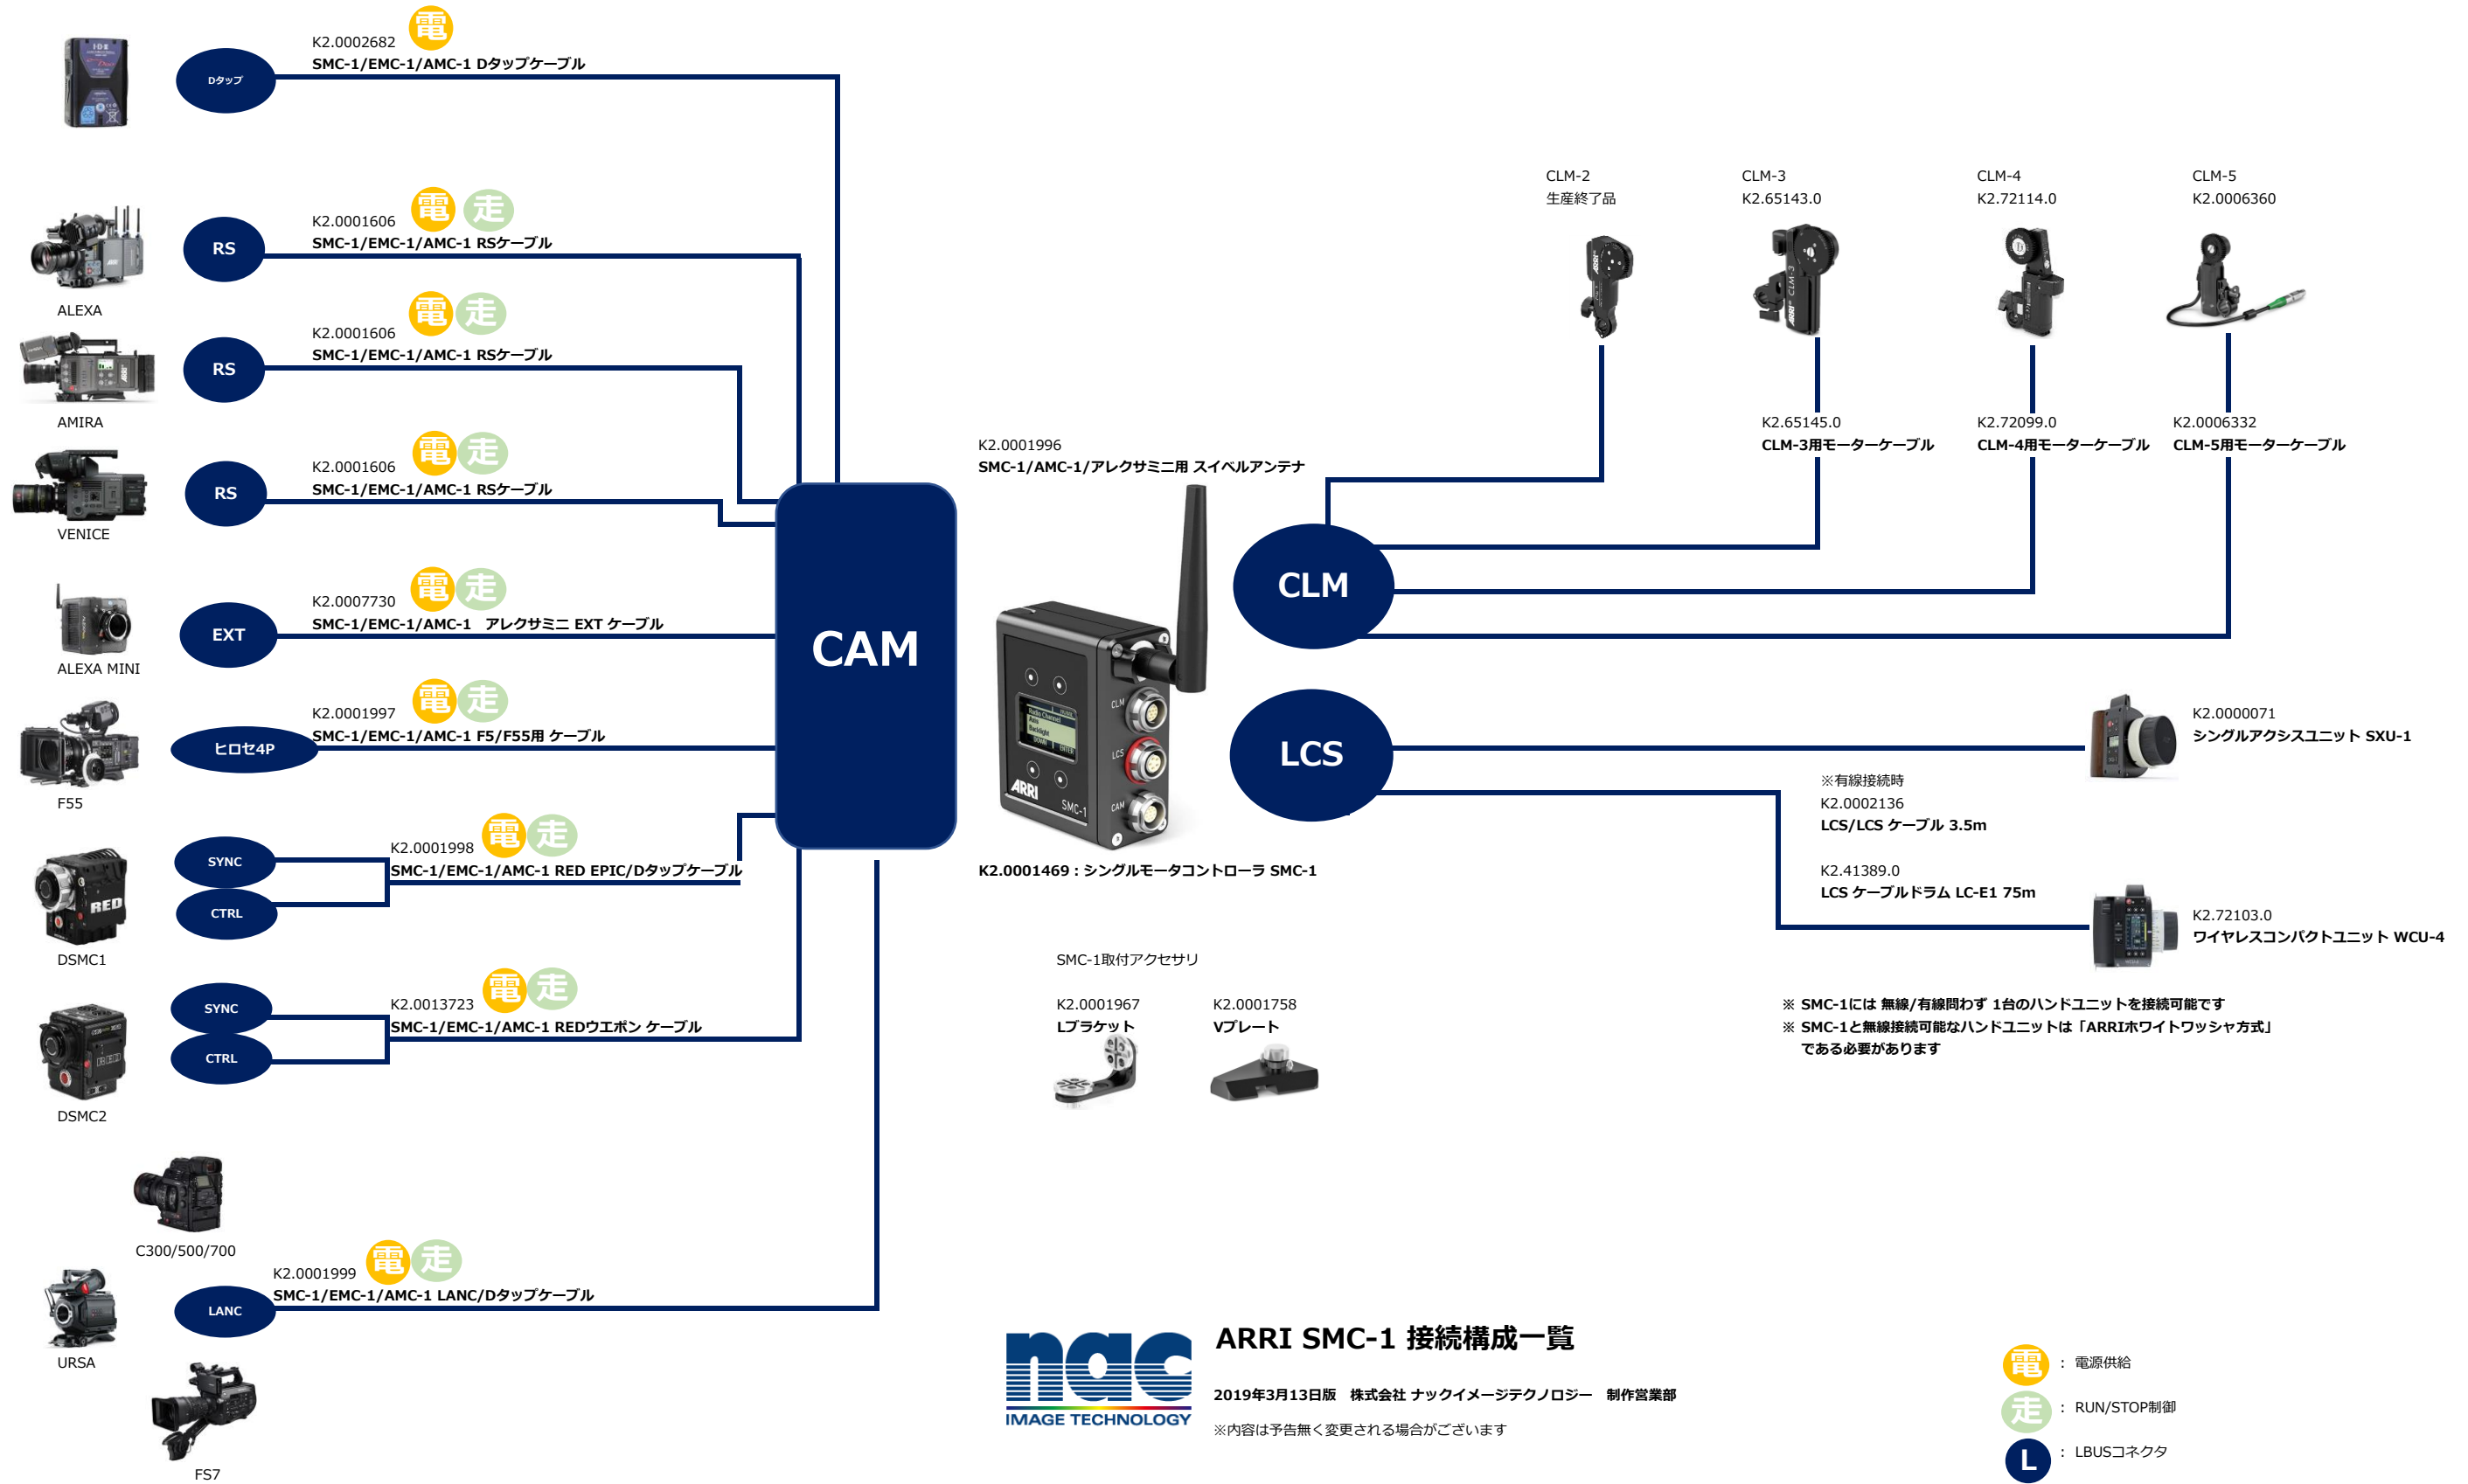 電
K2.0002682
SMC-1/EMC-1/AMC-1 Dタップケーブル
Dタップ
電 走
K2.0001606
SMC-1/EMC-1/AMC-1 RSケーブル
RS
ALEXA
電 走
K2.0001606
SMC-1/EMC-1/AMC-1 RSケーブル
RS
AMIRA
電 走
K2.0001606
SMC-1/EMC-1/AMC-1 RSケーブル
RS
VENICE
電 走
K2.0007730
SMC-1/EMC-1/AMC-1　アレクサミニ EXT ケーブル
EXT
ALEXA MINI
電 走
K2.0001997
SMC-1/EMC-1/AMC-1 F5/F55用 ケーブル
ヒロセ4P
F55
電 走
K2.0001998
SMC-1/EMC-1/AMC-1 RED EPIC/Dタップケーブル
SYNC
CTRL
RED
DSMC1
電 走
K2.0013723
SMC-1/EMC-1/AMC-1 REDウエポン ケーブル
SYNC
CTRL
RED
DSMC2
C300/500/700
電 走
K2.0001999
SMC-1/EMC-1/AMC-1 LANC/Dタップケーブル
LANC
URSA
FS7
CAM
K2.0001996
SMC-1/AMC-1/アレクサミニ用 スイベルアンテナ
Radio Channel
Backlight
DOWN ENTER
CLM
LCS
CAM
ARRI
SMC-1
K2.0001469：シングルモータコントローラ SMC-1
SMC-1取付アクセサリ
K2.0001967
Lブラケット
K2.0001758
Vプレート
CLM
CLM-2
生産終了品
CLM-3
K2.65143.0
CLM-4
K2.72114.0
CLM-5
K2.0006360
ARRI
ARRI CLM-3
K2.65145.0
CLM-3用モーターケーブル
K2.72099.0
CLM-4用モーターケーブル
K2.0006332
CLM-5用モーターケーブル
LCS
K2.0000071
シングルアクシスユニット SXU-1
※有線接続時
K2.0002136
LCS/LCS ケーブル 3.5m
K2.41389.0
LCS ケーブルドラム LC-E1 75m
K2.72103.0
ワイヤレスコンパクトユニット WCU-4
※ SMC-1には 無線/有線問わず 1台のハンドユニットを接続可能です
※ SMC-1と無線接続可能なハンドユニットは「ARRIホワイトワッシャ方式」
である必要があります
nac
IMAGE TECHNOLOGY
ARRI SMC-1 接続構成一覧
2019年3月13日版　株式会社 ナックイメージテクノロジー　制作営業部
※内容は予告無く変更される場合がございます
電 ： 電源供給
走 ： RUN/STOP制御
L ： LBUSコネクタ